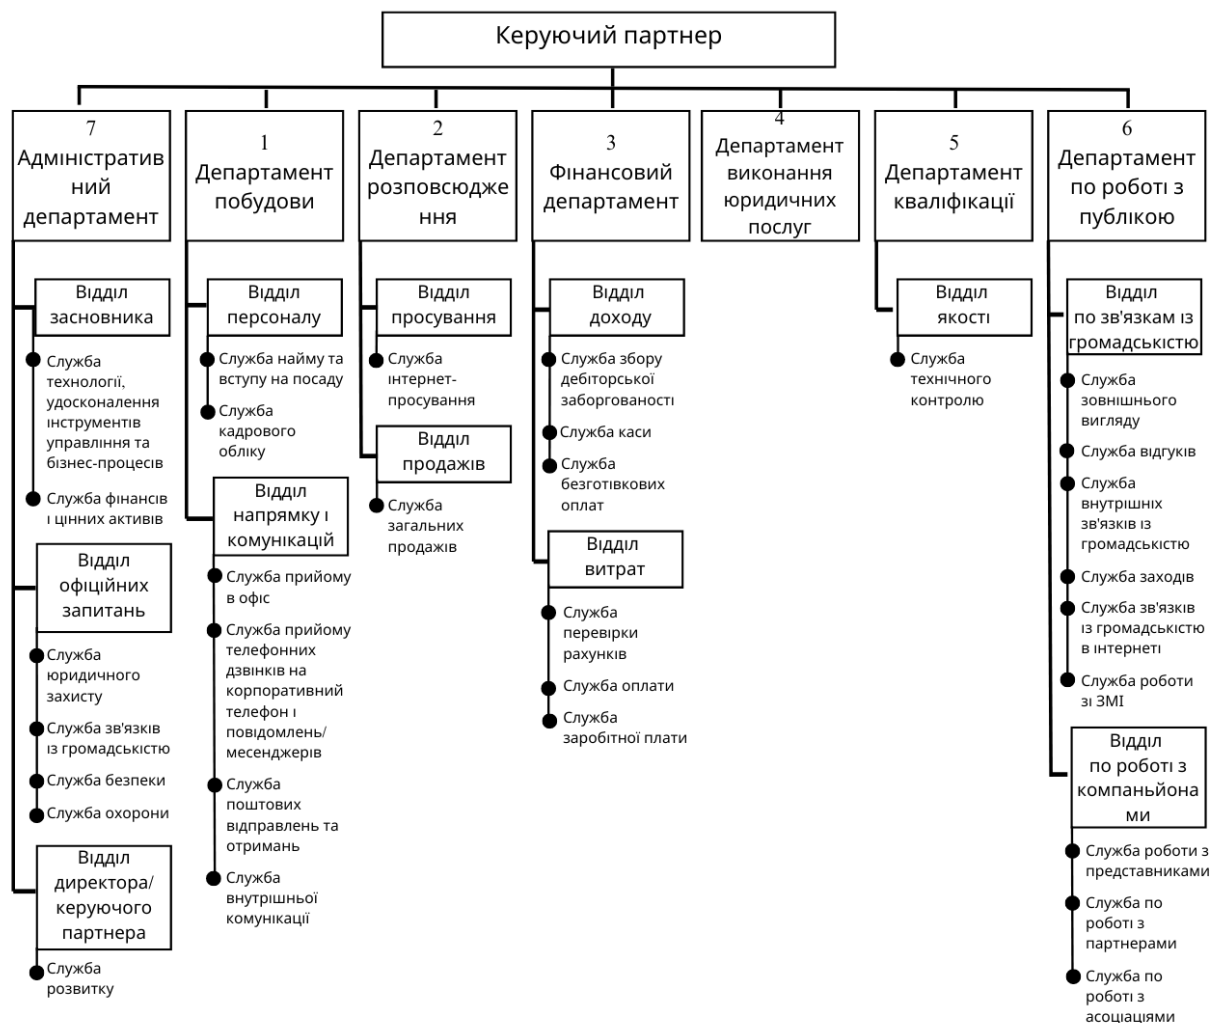 Керуючий партнер
7
Адміністратив
ний
департамент
1
Департамент
побудови
2
Департамент
розповсюдже
ння
3
Фінансовий
департамент
4
Департамент
виконання
юридичних
послуг
5
Департамент
кваліфікації
6
Департамент
по роботі з
публікою
Відділ
засновника
Служба
технології,
удосконалення
інструментів
управління та
бізнес-процесів
Служба фінансів
і цінних активів
Відділ
офіційних
запитань
Служба
юридичного
захисту
Служба зв'язків
із громадськістю
Служба безпеки
Служба охорони
Відділ
директора/
керуючого
партнера
Служба
розвитку
Відділ
персоналу
Служба найму та
вступу на посаду
Служба
кадрового
обліку
Відділ
напрямку і
комунікацій
Служба прийому
в офіс
Служба прийому
телефонних
дзвінків на
корпоративний
телефон і
повідомлень/
месенджерів
Служба
поштових
відправлень та
отримань
Служба
внутрішньої
комунікації
Відділ
просування
Служба
інтернет-
просування
Відділ
продажів
Служба
загальних
продажів
Відділ
доходу
Служба збору
дебіторської
заборгованості
Служба каси
Служба
безготівкових
оплат
Відділ
витрат
Служба
перевірки
рахунків
Служба оплати
Служба
заробітної плати
Відділ
якості
Служба
технічного
контролю
Відділ
по зв'язкам із
громадськістю
Служба
зовнішнього
вигляду
Служба відгуків
Служба
внутрішніх
зв'язків із
громадськістю
Служба заходів
Служба зв'язків
із громадськістю
в інтернеті
Служба роботи
зі ЗМІ
Відділ
по роботі з
компаньйона
ми
Служба роботи з
представниками
Служба по
роботі з
партнерами
Служба по
роботі з
асоціаціями